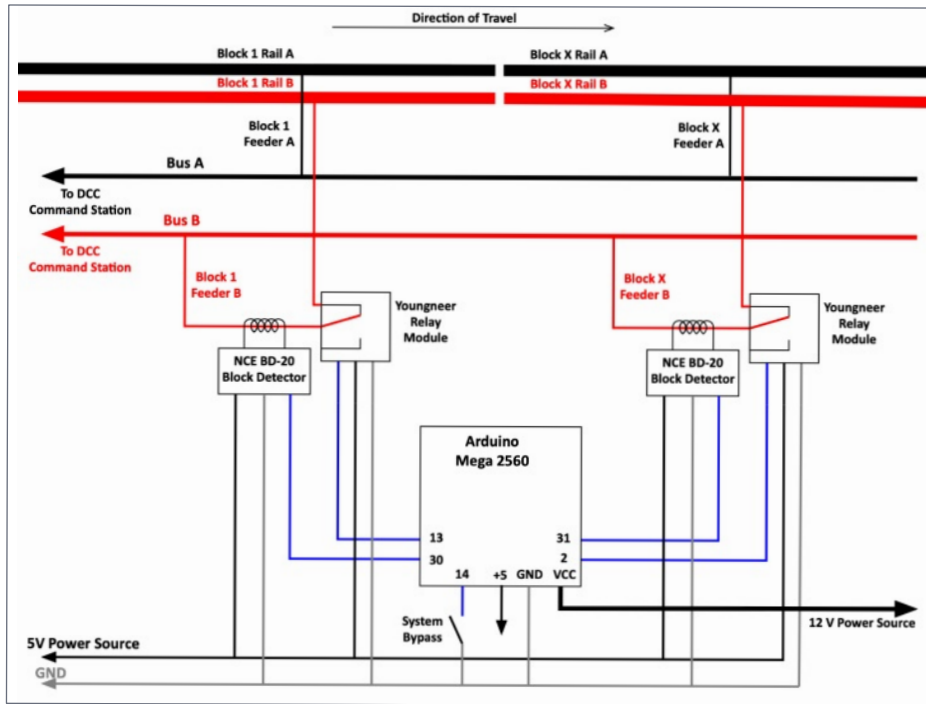 Direction of Travel
Block 1 Rail A
Block X Rail A
Block 1 Rail B
Block X Rail B
Block 1
Feeder A
Block X
Feeder A
Bus A
To DCC
Command Station
Bus B
To DCC
Command Station
Block 1
Feeder B
Block X
Feeder B
Youngneer
Relay
Module
Youngneer
Relay
Module
NCE BD-20
Block Detector
NCE BD-20
Block Detector
Arduino
Mega 2560
13
31
30
2
14 +5 GND VCC
System
Bypass
12 V Power Source
5V Power Source
GND